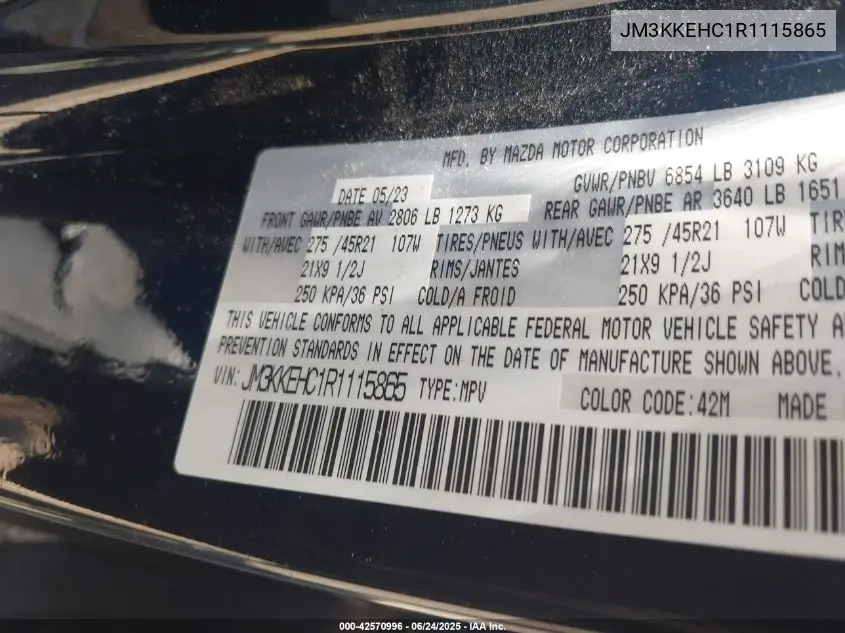 JM3KKEHC1R1115865
MFD. BY MAZDA MOTOR CORPORATION
DATE 05/23
GVWR/PNBV 6854 LB 3109 KG
FRONT GAWR/PNBE AV 2806 LB 1273 KG
REAR GAWR/PNBE AR 3640 LB 1651
WITH/AVEC 275 /45R21 107W TIRES/PNEUS WITH/AVEC 275 /45R21 107W TIR
21X9 1/2J RIMS/JANTES 21X9 1/2J RIM
250 KPA/36 PSI COLD/A FROID 250 KPA/36 PSI COLD
THIS VEHICLE CONFORMS TO ALL APPLICABLE FEDERAL MOTOR VEHICLE SAFETY A
PREVENTION STANDARDS IN EFFECT ON THE DATE OF MANUFACTURE SHOWN ABOVE.
VIN: JM3KKEHC1R1115865 TYPE:MPV COLOR CODE:42M MADE
000-42570996 - 06/24/2025 - IAA Inc.